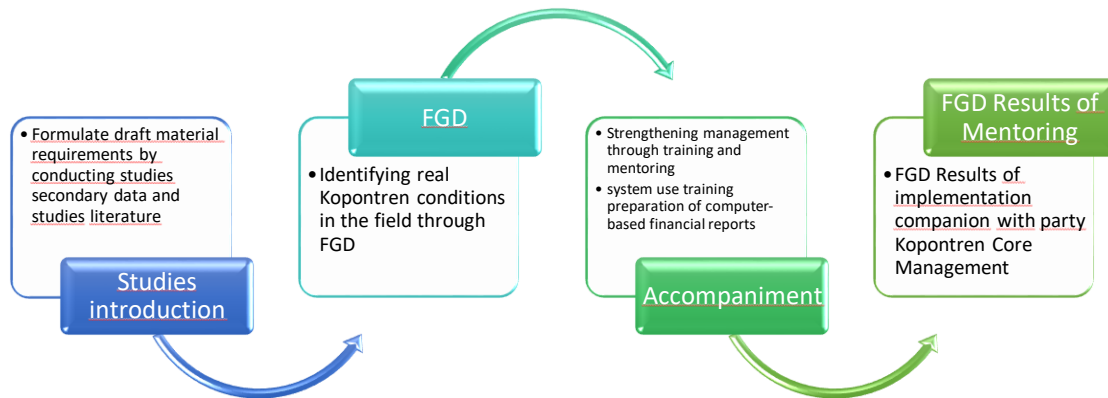 • Formulate draft material
requirements by
conducting studies
secondary data and
studies literature
Studies
introduction
FGD
• Identifying real
Kopontren conditions
in the field through
FGD
• Strengthening management
through training and
mentoring
• system use training
preparation of computer-
based financial reports
Accompaniment
FGD Results of
Mentoring
• FGD Results of
implementation
companion with party
Kopontren Core
Management